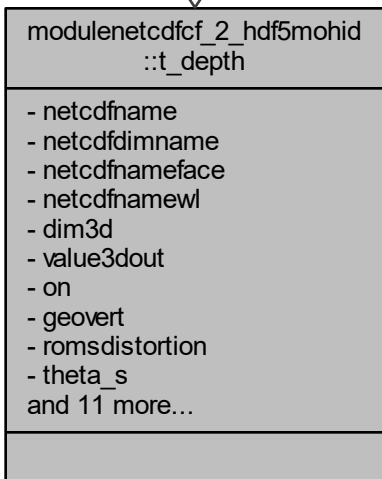 modulenetcdfcf_2_hdf5mohid
::t_depth
- netcdfname
- netcdfdimname
- netcdfnameface
- netcdfnamewl
- dim3d
- value3dout
- on
- geovert
- romsdistortion
- theta_s
and 11 more...